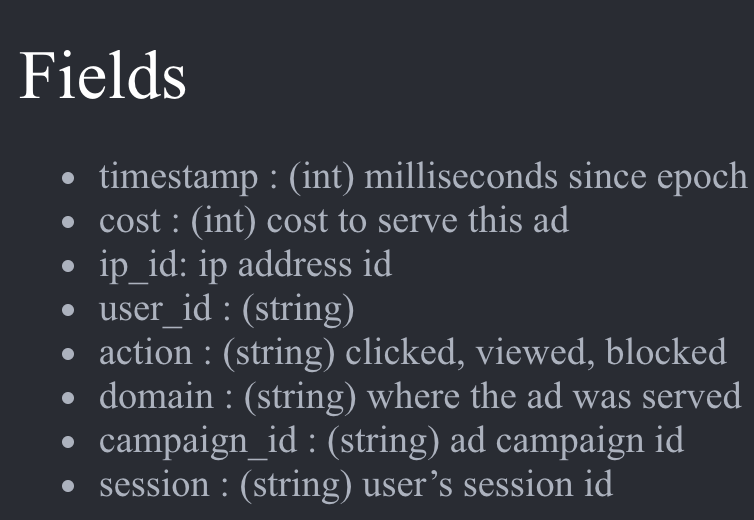 Fields
• timestamp : (int) milliseconds since epoch
• cost : (int) cost to serve this ad
• ip_id: ip address id
• user_id : (string)
• action : (string) clicked, viewed, blocked
• domain : (string) where the ad was served
• campaign_id : (string) ad campaign id
• session : (string) user’s session id